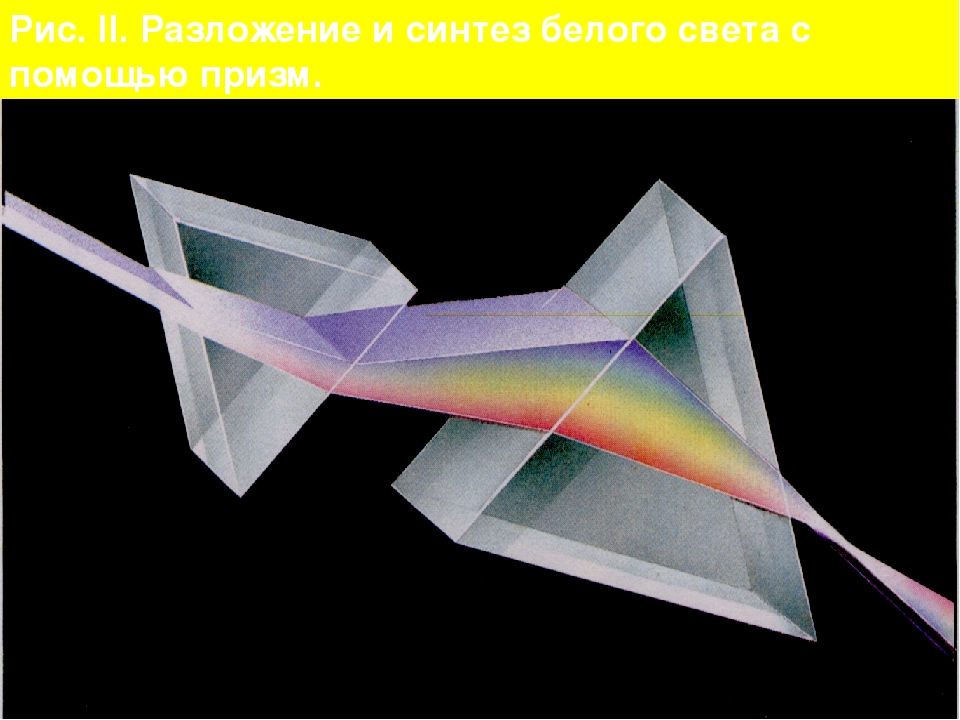 Рис. II. Разложение и синтез белого света с
помощью призм.